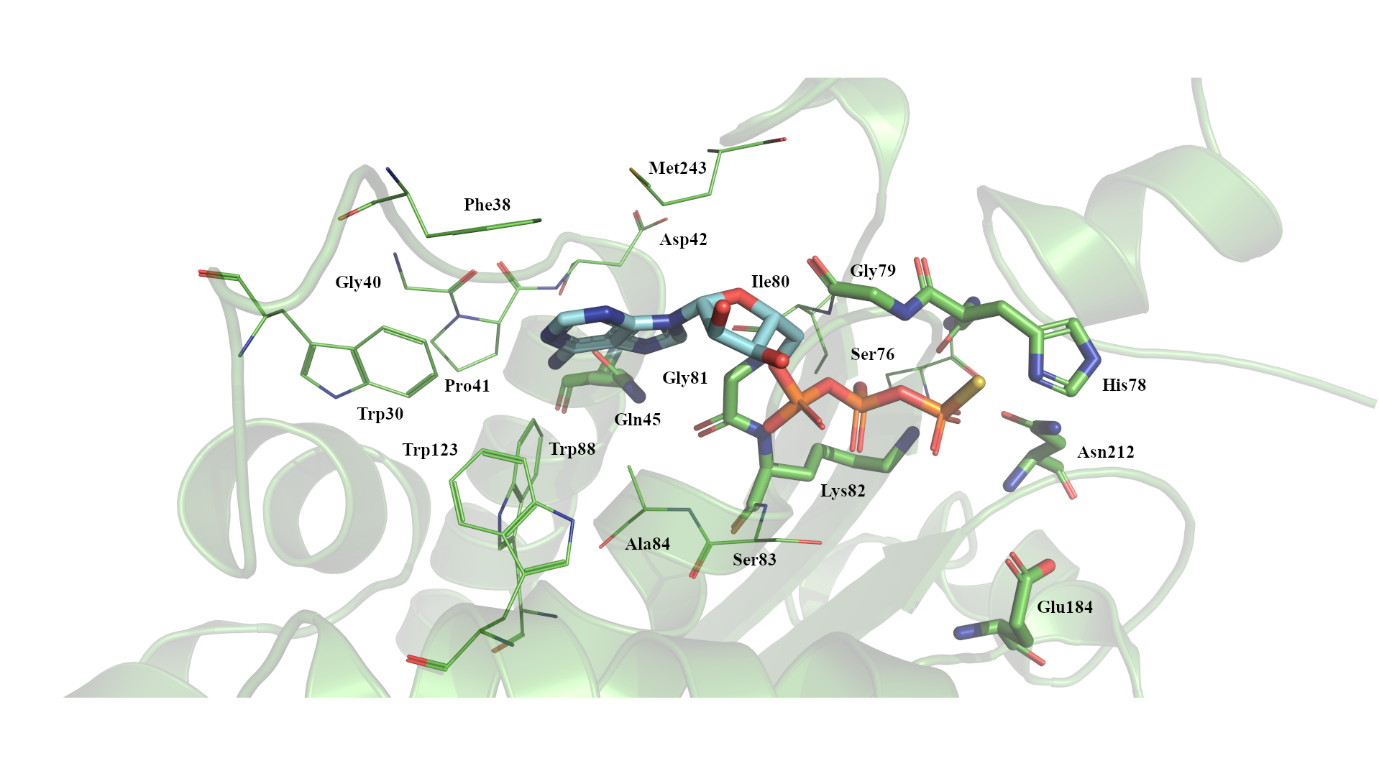 Met243
Phe38
Asp42
Gly79
Ile80
Gly40
Ser76
Gly81
Pro41
His78
Trp30
Gln45
Trp123
Trp88
Asn212
Lys82
Ala84
Ser83
Glu184